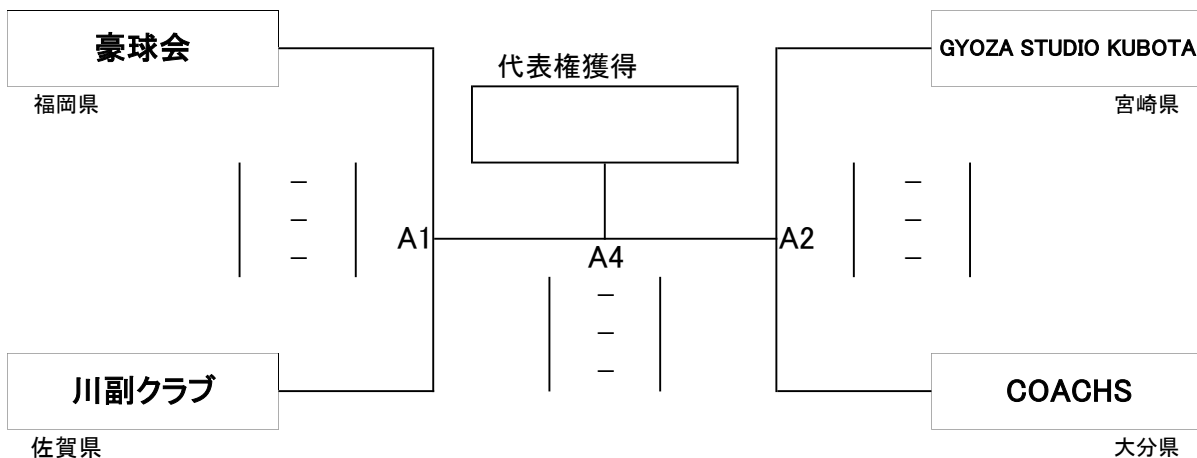 豪球会
福岡県
代表権獲得
GYOZA STUDIO KUBOTA
宮崎県
－
－
－
A1
A4
A2
－
－
－
－
－
－
川副クラブ
佐賀県
COACHS
大分県